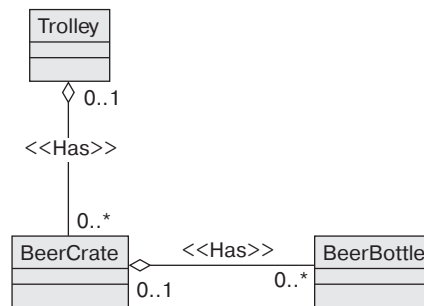 Trolley
0..1
<<Has>>
0..*
BeerCrate
<<Has>>
BeerBottle
0..1
0..*